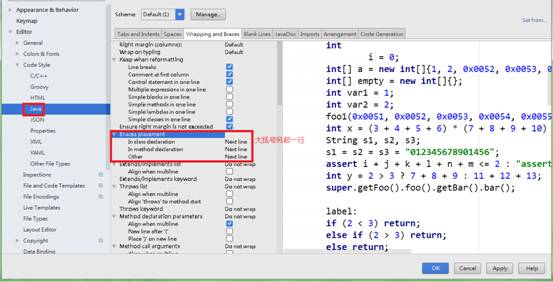 Appearance & Behavior
Keymap
Editor
General
Colors & Fonts
Code Style
C/C++
Groovy
HTML
Java
JSON
Properties
XML
YAML
Other File Types
Inspections
File and Code Templates
File Encodings
Live Templates
File Types
Layout Editor
Copyright
Data Binding
Scheme: Default (1) Manage...
Set from...
Tabs and Indents Spaces Wrapping and Braces Blank Lines JavaDoc Imports Arrangement Code Generation
Right margin (columns): Default
Wrap on typing Default
Keep when reformatting
Line breaks
Comment at first column
Control statement in one line
Multiple expressions in one line
Simple blocks in one line
Simple methods in one line
Simple lambdas in one line
Simple classes in one line
Ensure right margin is not exceeded
Braces placement
In class declaration Next line
In method declaration Next line
Other Next line
大括号另起一行
Extends/implements list Do not wrap
Align when multiline
Extends/implements keyword Do not wrap
Throws list Do not wrap
Align when multiline
Align 'throws' to method start
Throws keyword Do not wrap
Method declaration parameters Do not wrap
Align when multiline
New line after '('
Place ')' on new line
Method call arguments Do not wrap
Align when multiline
int
i = 0;
int[] a = new int[]{1, 2, 0x0052, 0x0053, 0
int[] empty = new int[]{};
int var1 = 1;
int var2 = 2;
foo1(0x0051, 0x0052, 0x0053, 0x0054, 0x005
int x = (3 + 4 + 5 + 6) * (7 + 8 + 9 + 10)
String s1, s2, s3;
s1 = s2 = s3 = "012345678901456";
assert i + j + k + l + n + m <= 2 : "assert
int y = 2 > 3 ? 7 + 8 + 9 : 11 + 12 + 13;
super.getFoo().foo().getBar().bar();
label:
if (2 < 3) return;
else if (2 > 3) return;
else return;
OK Cancel Apply Help